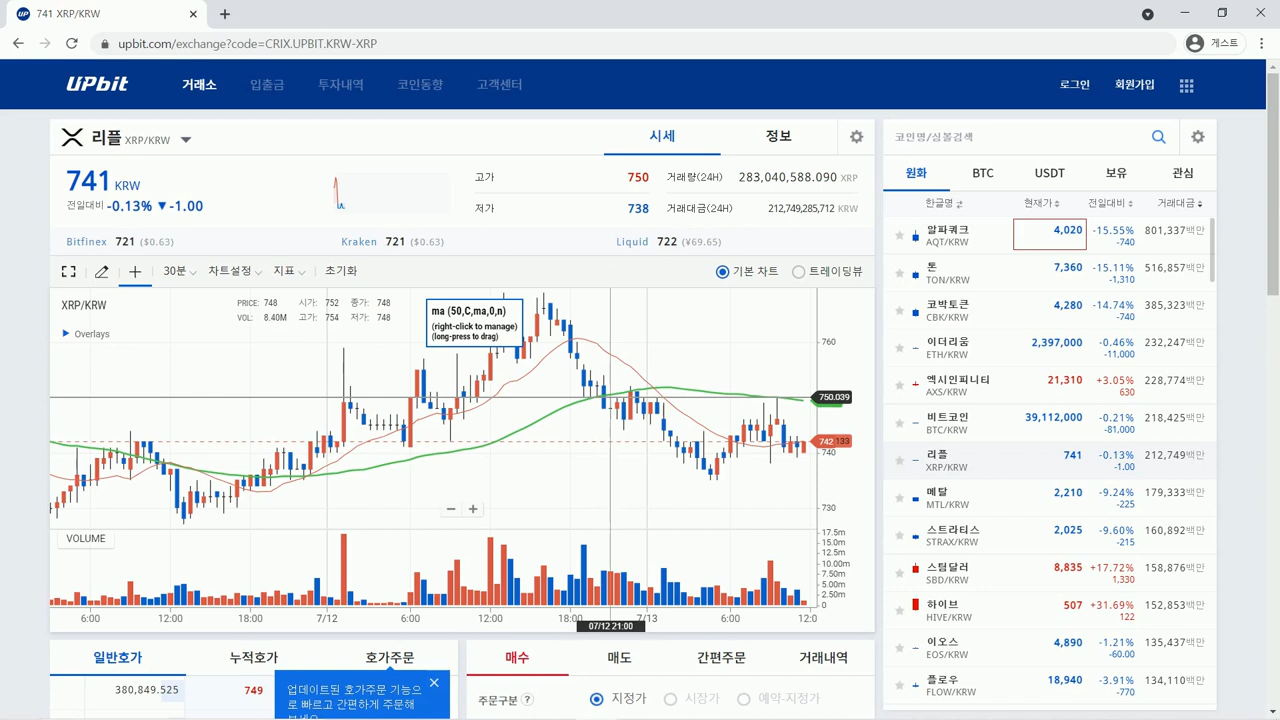 741 XRP/KRW
upbit.com/exchange?code=CRIX.UPBIT.KRW-XRP
게스트
UPbit 거래소 입출금 투자내역 코인동향 고객센터 로그인 회원가입
리플 XRP/KRW 시세 정보
741 KRW
전일대비 -0.13% ▼-1.00
고가 750 거래량(24H) 283,040,588.090 XRP
저가 738 거래대금(24H) 212,749,285,712 KRW
Bitfinex 721 ($0.63) Kraken 721 ($0.63) Liquid 722 (¥69.65)
30분 차트설정 지표 초기화 기본 차트 트레이딩뷰
XRP/KRW
PRICE: 748 시가: 752 종가: 748
VOL: 8.40M 고가: 754 저가: 748
Overlays
ma (50,C,ma,0,n)
(right-click to manage)
(long-press to drag)
760
750.039
742.133
740
730
VOLUME
17.5m
15.0m
12.5m
10.00m
7.50m
5.00m
2.50m
0
6:00 12:00 18:00 7/12 6:00 12:00 18:00 7/13 6:00 12:00
07/12 21:00
일반호가 누적호가 호가주문
380,849.525 749
업데이트된 호가주문 기능으
로 빠르고 간편하게 주문해
보세요
매수 매도 간편주문 거래내역
주문구분 ? 지정가 시장가 예약-지정가
코인명/심볼검색
원화 BTC USDT 보유 관심
한글명 현재가 전일대비 거래대금
알파쿼크 4,020 -15.55% 801,337백만
AQT/KRW -740
톤 7,360 -15.11% 516,857백만
TON/KRW -1,310
코박토큰 4,280 -14.74% 385,323백만
CBK/KRW -740
이더리움 2,397,000 -0.46% 232,247백만
ETH/KRW -11,000
엑시인피니티 21,310 +3.05% 228,774백만
AXS/KRW 630
비트코인 39,112,000 -0.21% 218,425백만
BTC/KRW -81,000
리플 741 -0.13% 212,749백만
XRP/KRW -1.00
메탈 2,210 -9.24% 179,333백만
MTL/KRW -225
스트라티스 2,025 -9.60% 160,892백만
STRAX/KRW -215
스팀달러 8,835 +17.72% 158,876백만
SBD/KRW 1,330
하이브 507 +31.69% 152,853백만
HIVE/KRW 122
이오스 4,890 -1.21% 135,437백만
EOS/KRW -60.00
플로우 18,940 -3.91% 134,110백만
FLOW/KRW -770